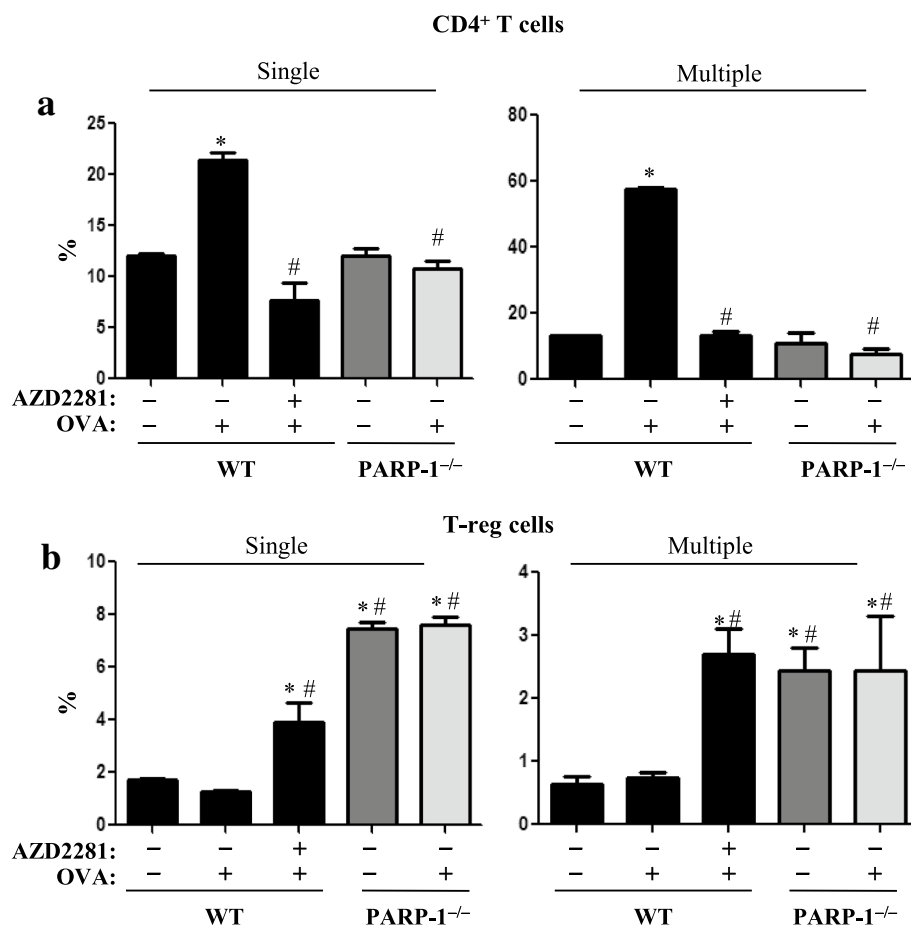 CD4⁺ T cells
Single
Multiple
a
25
20
15
10
5
0
%
*
#
#
80
60
40
20
0
*
#
#
AZD2281: − − + − − − − + − −
OVA: − + + − + − + + − +
WT PARP-1⁻/⁻ WT PARP-1⁻/⁻
T-reg cells
Single
Multiple
b
10
8
6
4
2
0
%
* #
* #
* #
4
3
2
1
0
*#
*#
*#
AZD2281: − − + − − − − + − −
OVA: − + + − + − + + − +
WT PARP-1⁻/⁻ WT PARP-1⁻/⁻